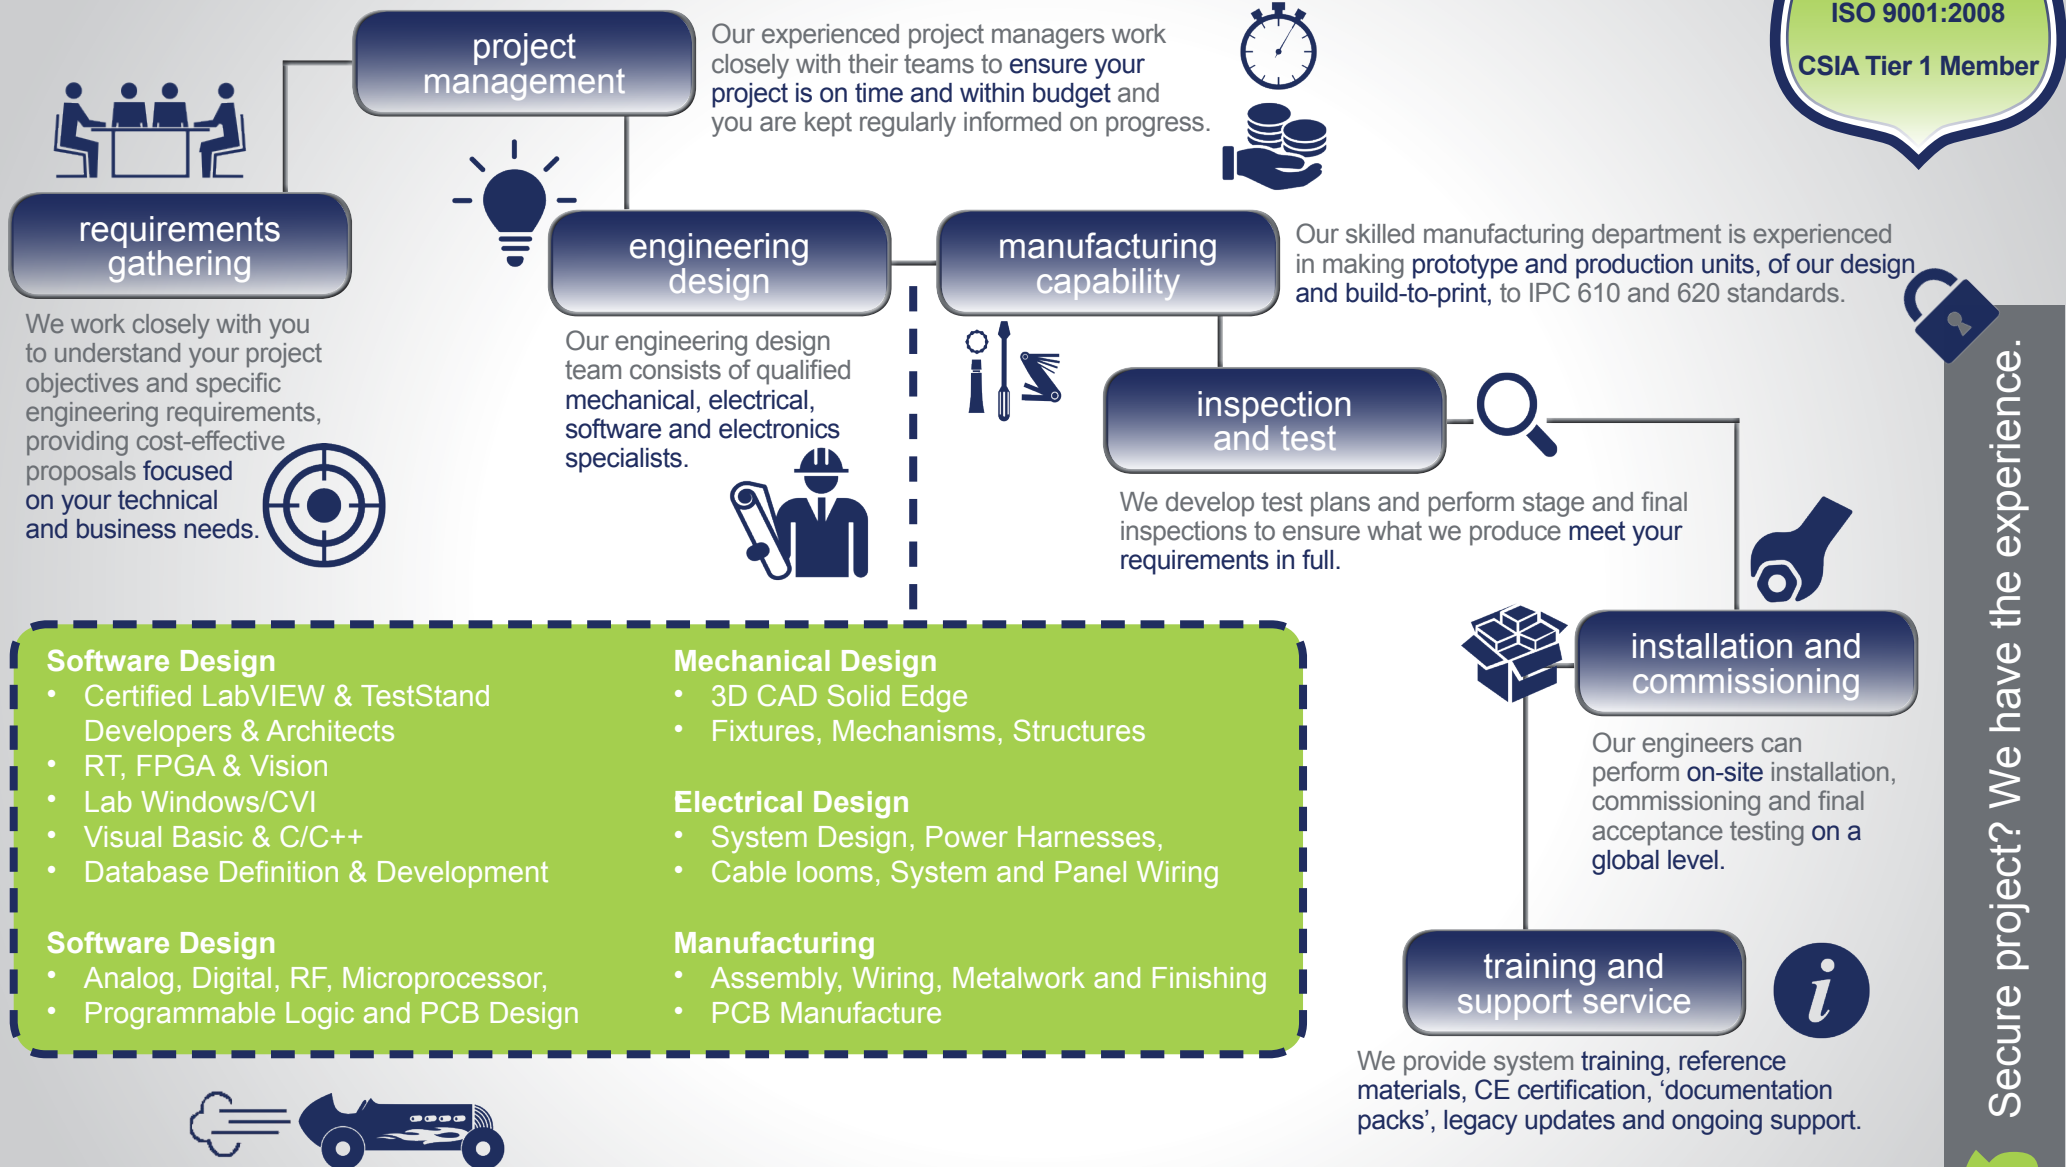 ISO 9001:2008
CSIA Tier 1 Member
project
management
Our experienced project managers work
closely with their teams to ensure your
project is on time and within budget and
you are kept regularly informed on progress.
requirements
gathering
We work closely with you
to understand your project
objectives and specific
engineering requirements,
providing cost-effective
proposals focused
on your technical
and business needs.
engineering
design
Our engineering design
team consists of qualified
mechanical, electrical,
software and electronics
specialists.
manufacturing
capability
Our skilled manufacturing department is experienced
in making prototype and production units, of our design
and build-to-print, to IPC 610 and 620 standards.
inspection
and test
We develop test plans and perform stage and final
inspections to ensure what we produce meet your
requirements in full.
installation and
commissioning
Our engineers can
perform on-site installation,
commissioning and final
acceptance testing on a
global level.
training and
support service
i
We provide system training, reference
materials, CE certification, ‘documentation
packs’, legacy updates and ongoing support.
Software Design
• Certified LabVIEW & TestStand
Developers & Architects
• RT, FPGA & Vision
• Lab Windows/CVI
• Visual Basic & C/C++
• Database Definition & Development
Software Design
• Analog, Digital, RF, Microprocessor,
• Programmable Logic and PCB Design
Mechanical Design
• 3D CAD Solid Edge
• Fixtures, Mechanisms, Structures
Electrical Design
• System Design, Power Harnesses,
• Cable looms, System and Panel Wiring
Manufacturing
• Assembly, Wiring, Metalwork and Finishing
• PCB Manufacture
Secure project? We have the experience.